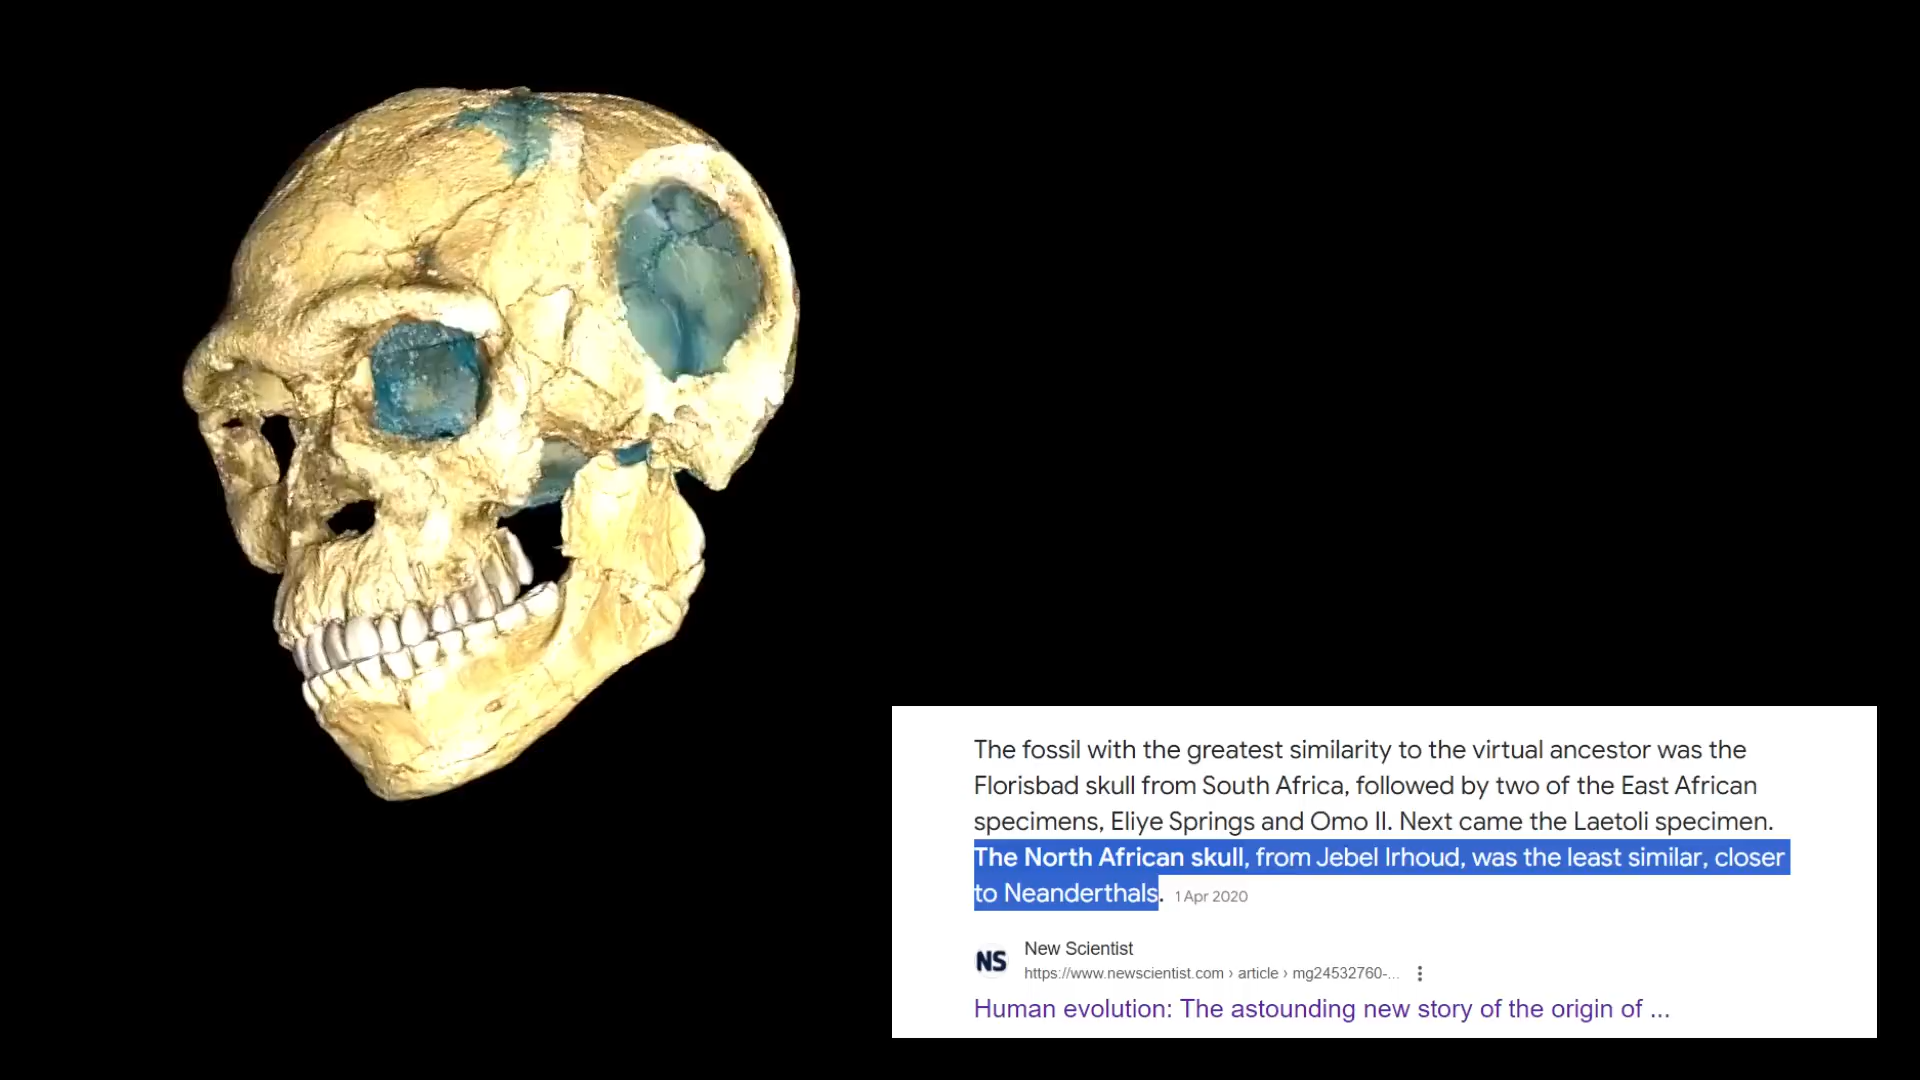 The fossil with the greatest similarity to the virtual ancestor was the
Florisbad skull from South Africa, followed by two of the East African
specimens, Eliye Springs and Omo II. Next came the Laetoli specimen.
The North African skull, from Jebel Irhoud, was the least similar, closer
to Neanderthals. 1 Apr 2020
NS New Scientist
https://www.newscientist.com › article › mg24532760-...
Human evolution: The astounding new story of the origin of ...